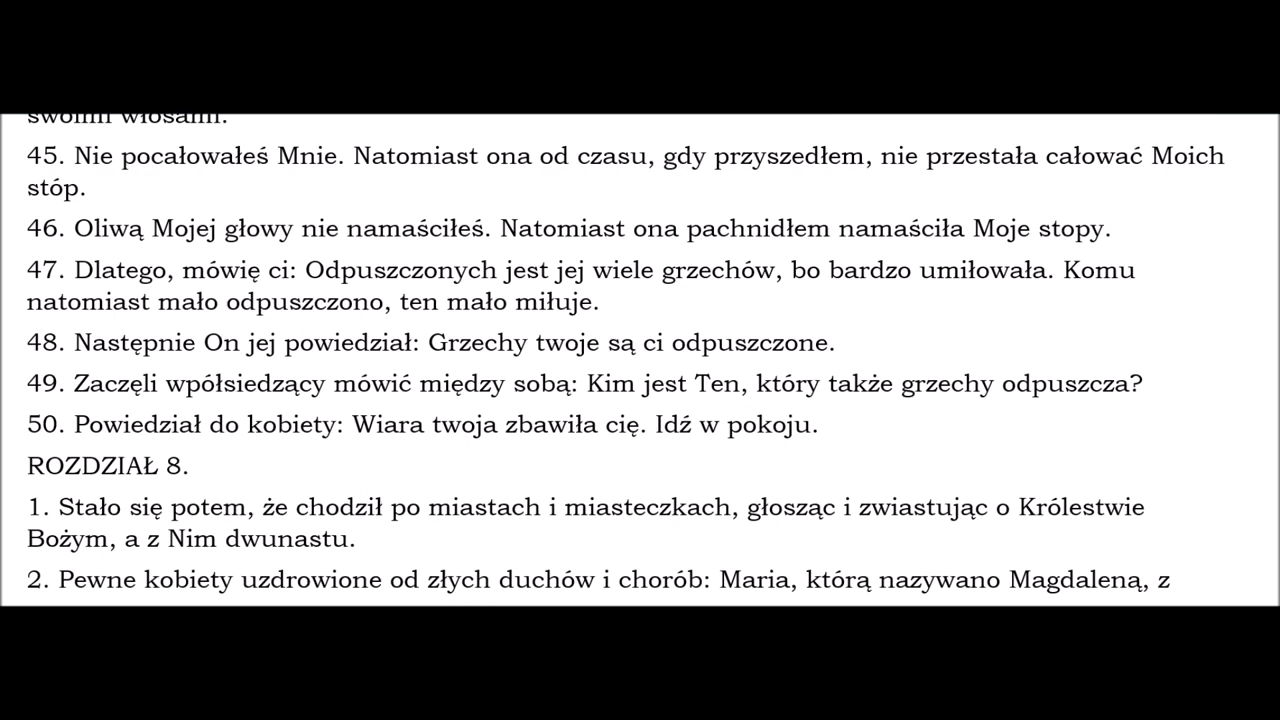 swoimi włosami.
45. Nie pocałowałeś Mnie. Natomiast ona od czasu, gdy przyszedłem, nie przestała całować Moich
stóp.
46. Oliwą Mojej głowy nie namaściłeś. Natomiast ona pachnidłem namaściła Moje stopy.
47. Dlatego, mówię ci: Odpuszczonych jest jej wiele grzechów, bo bardzo umiłowała. Komu
natomiast mało odpuszczono, ten mało miłuje.
48. Następnie On jej powiedział: Grzechy twoje są ci odpuszczone.
49. Zaczęli wpółsiedzący mówić między sobą: Kim jest Ten, który także grzechy odpuszcza?
50. Powiedział do kobiety: Wiara twoja zbawiła cię. Idź w pokoju.
ROZDZIAŁ 8.
1. Stało się potem, że chodził po miastach i miasteczkach, głosząc i zwiastując o Królestwie
Bożym, a z Nim dwunastu.
2. Pewne kobiety uzdrowione od złych duchów i chorób: Maria, którą nazywano Magdaleną, z